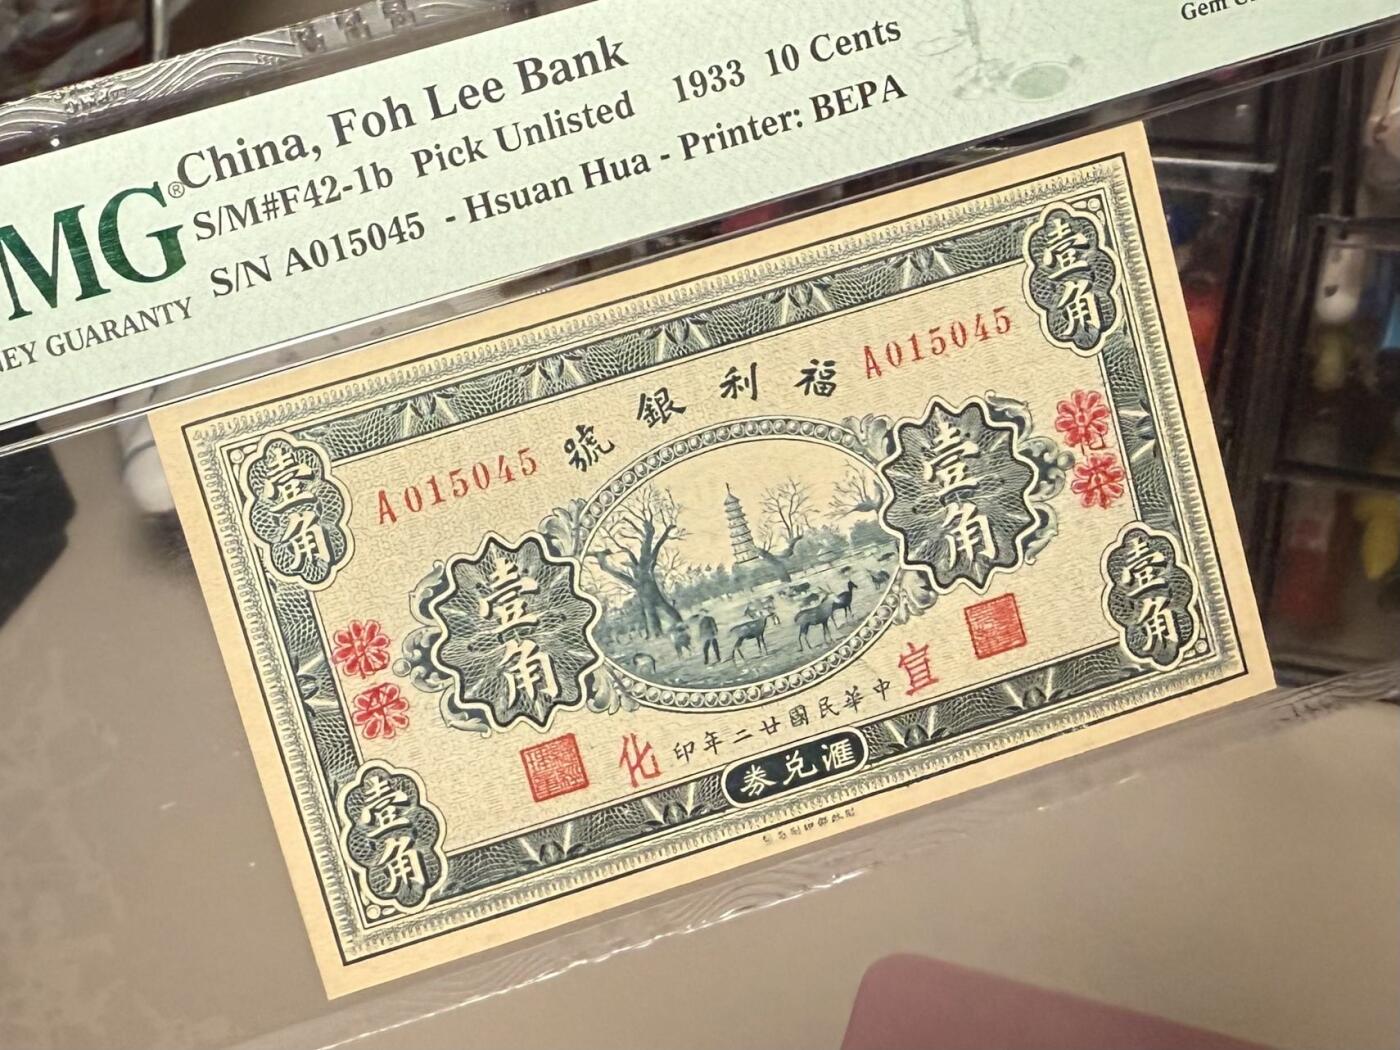 China, Foh Lee Bank
S/M#F42-1b Pick Unlisted 1933 10 Cents
S/N A015045 - Hsuan Hua - Printer: BEPA
MG®
EY GUARANTY
Gem
壹角
壹角
福利銀號
A015045
A015045
壹角
壹角
宣化
中華民國廿二年印
匯兌券
壹角
壹角